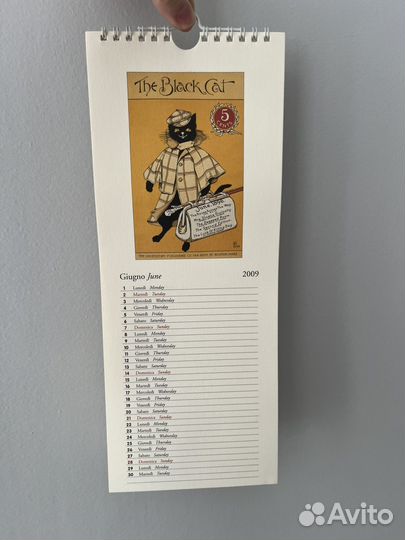 The Black Cat
5
CENTS
June 1896
Giugno June 2009
1 Lunedì Monday
2 Martedì Tuesday
3 Mercoledì Wednesday
4 Giovedì Thursday
5 Venerdì Friday
6 Sabato Saturday
7 Domenica Sunday
8 Lunedì Monday
9 Martedì Tuesday
10 Mercoledì Wednesday
11 Giovedì Thursday
12 Venerdì Friday
13 Sabato Saturday
14 Domenica Sunday
15 Lunedì Monday
16 Martedì Tuesday
17 Mercoledì Wednesday
18 Giovedì Thursday
19 Venerdì Friday
20 Sabato Saturday
21 Domenica Sunday
22 Lunedì Monday
23 Martedì Tuesday
24 Mercoledì Wednesday
25 Giovedì Thursday
26 Venerdì Friday
27 Sabato Saturday
28 Domenica Sunday
29 Lunedì Monday
30 Martedì Tuesday
Avito